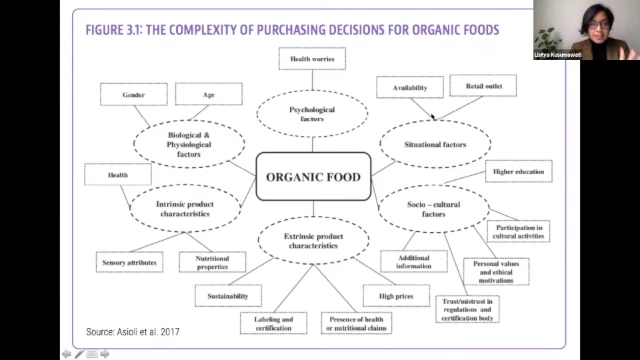 FIGURE 3.1: THE COMPLEXITY OF PURCHASING DECISIONS FOR ORGANIC FOODS
Listya Kusumawati
Health worries
Availability
Retail outlet
Gender
Age
Psychological
factors
Biological &
Physiological
factors
Situational factors
Health
ORGANIC FOOD
Higher education
Intrinsic product
characteristics
Socio - cultural
factors
Extrinsic product
characteristics
Participation in
cultural activities
Sensory attributes
Nutritional
properties
Additional
information
Personal values
and ethical
motivations
Sustainability
High prices
Trust/mistrust in
regulations and
certification body
Labeling and
certification
Presence of health
or nutritional claims
Source: Asioli et al. 2017